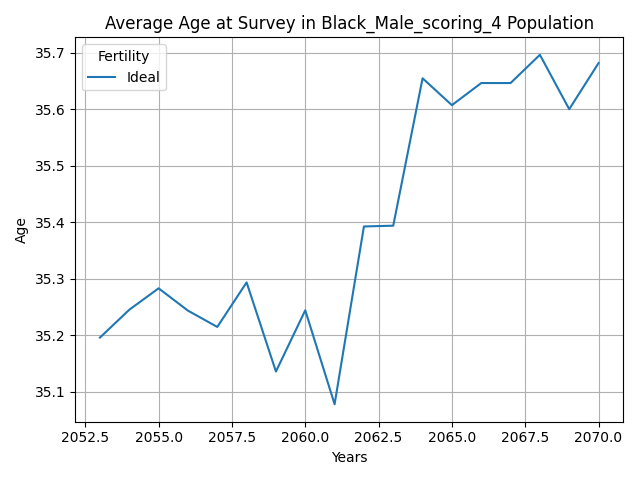 Average Age at Survey in Black_Male_scoring_4 Population
Fertility
Ideal
35.7
35.6
35.5
35.4
35.3
35.2
35.1
Age
2052.5 2055.0 2057.5 2060.0 2062.5 2065.0 2067.5 2070.0
Years